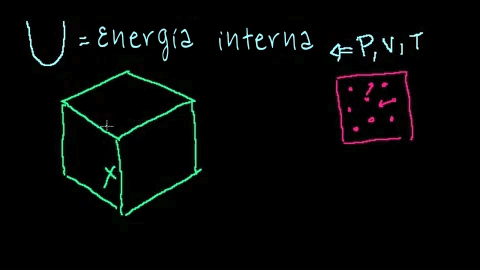 U = Energía interna ⇐ P, V, T
x